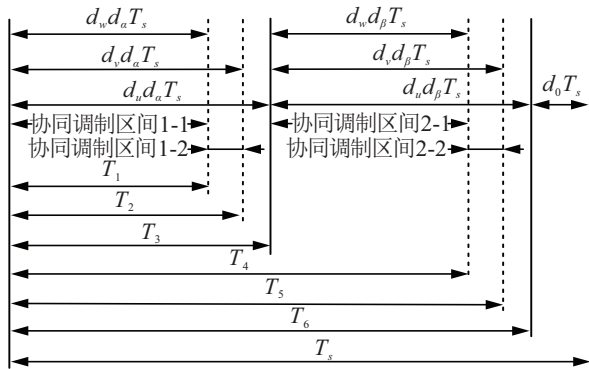 d_w d_α T_s d_w d_β T_s
d_v d_α T_s d_v d_β T_s
d_u d_α T_s d_u d_β T_s d_0 T_s
协同调制区间1-1 协同调制区间2-1
协同调制区间1-2 协同调制区间2-2
T_1
T_2
T_3
T_4
T_5
T_6
T_s